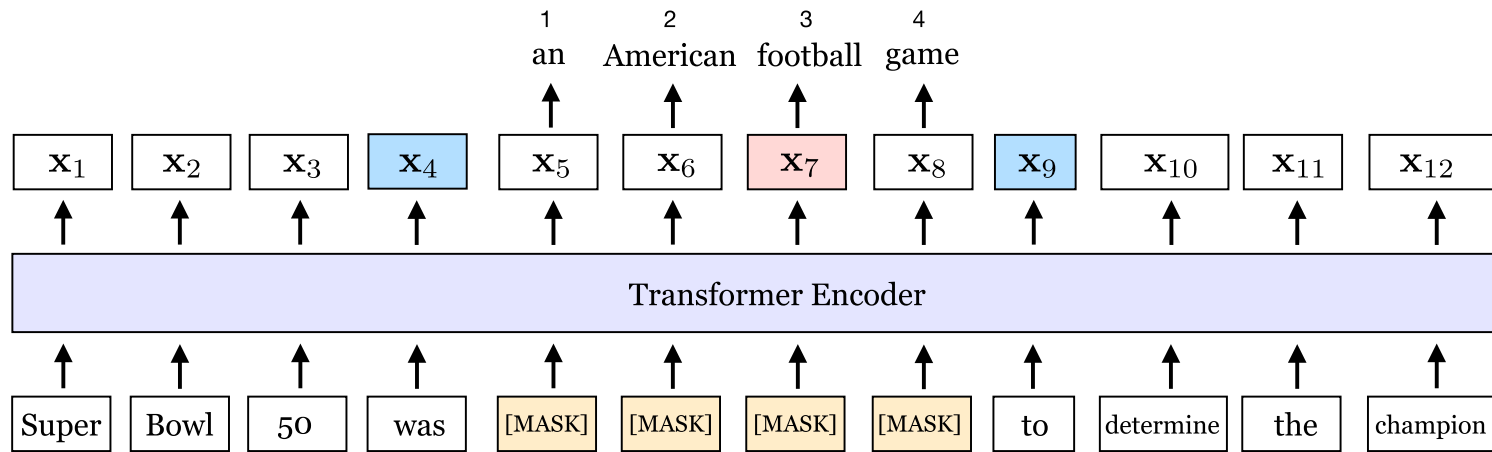 1 2 3 4
an American football game
x1 x2 x3 x4 x5 x6 x7 x8 x9 x10 x11 x12
Transformer Encoder
Super Bowl 50 was [MASK] [MASK] [MASK] [MASK] to determine the champion